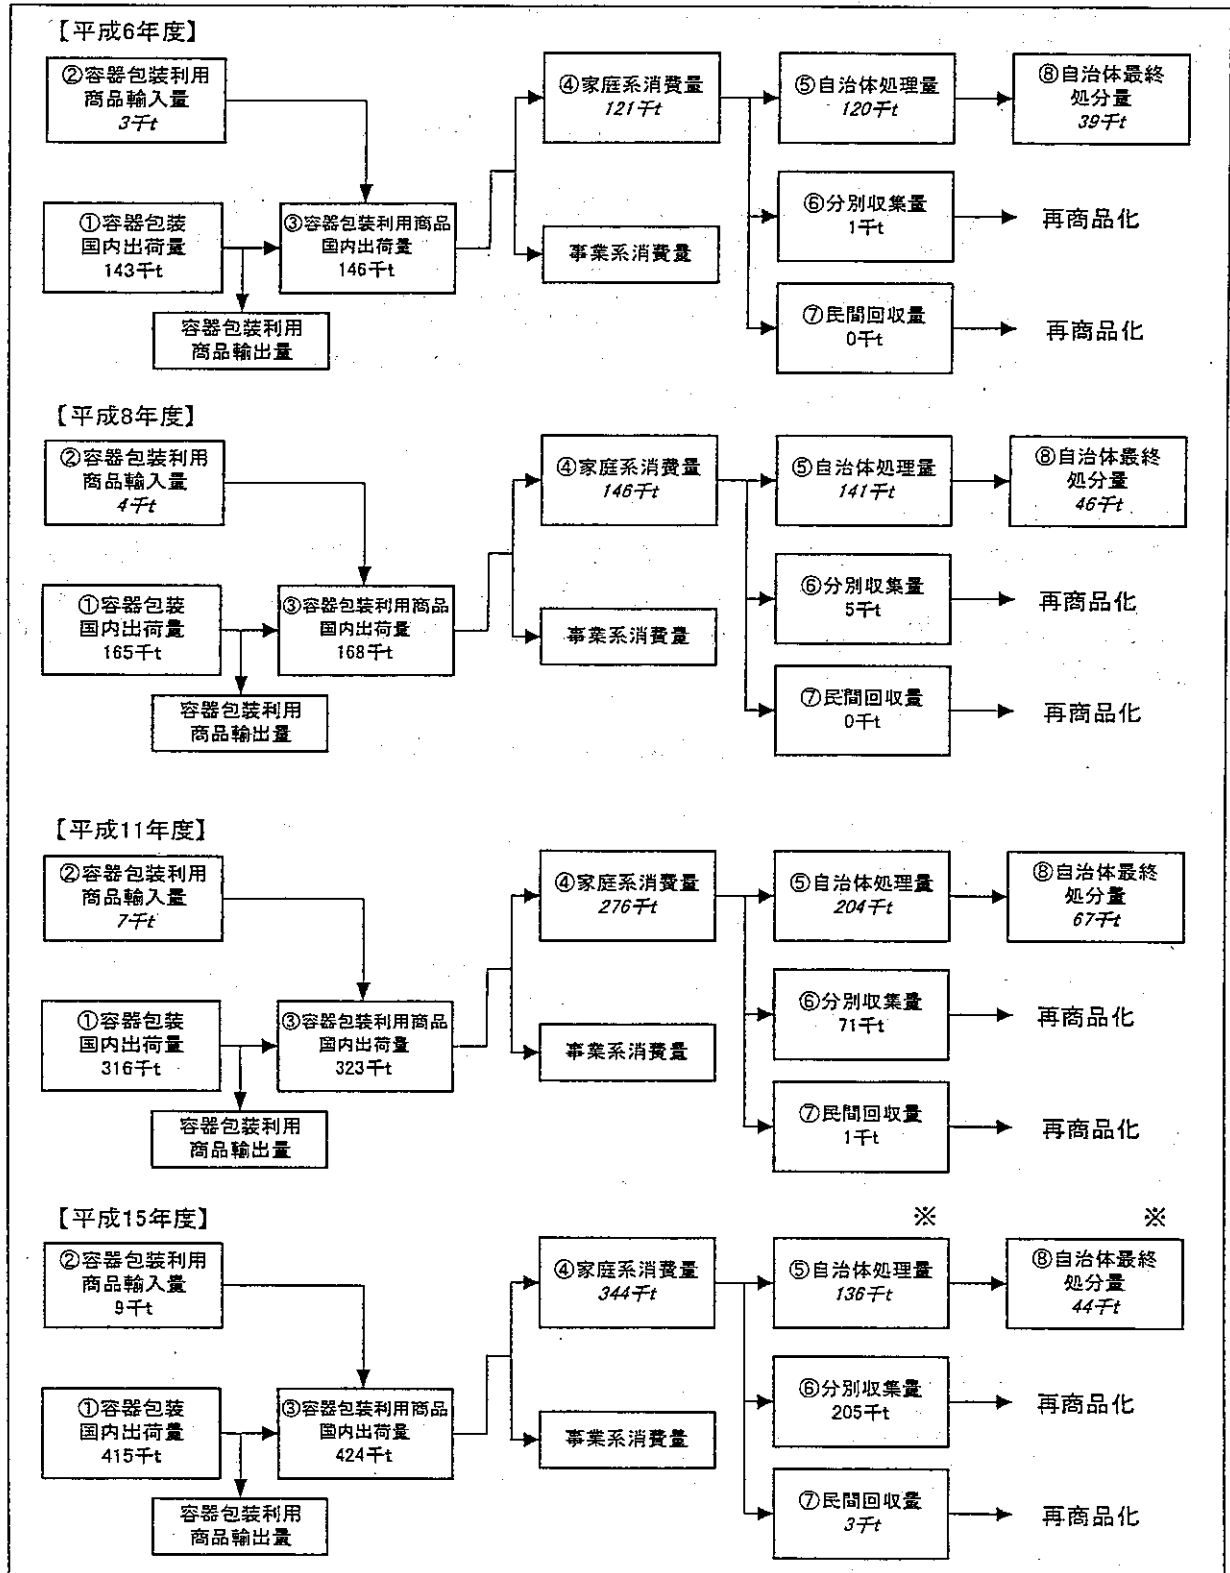 【平成6年度】
②容器包装利用
商品輸入量
3千t
④家庭系消費量
121千t
⑤自治体処理量
120千t
⑧自治体最終
処分量
39千t
①容器包装
国内出荷量
143千t
③容器包装利用商品
国内出荷量
146千t
事業系消費量
⑥分別収集量
1千t
再商品化
容器包装利用
商品輸出量
⑦民間回収量
0千t
再商品化
【平成8年度】
②容器包装利用
商品輸入量
4千t
④家庭系消費量
146千t
⑤自治体処理量
141千t
⑧自治体最終
処分量
46千t
①容器包装
国内出荷量
165千t
③容器包装利用商品
国内出荷量
168千t
事業系消費量
⑥分別収集量
5千t
再商品化
容器包装利用
商品輸出量
⑦民間回収量
0千t
再商品化
【平成11年度】
②容器包装利用
商品輸入量
7千t
④家庭系消費量
276千t
⑤自治体処理量
204千t
⑧自治体最終
処分量
67千t
①容器包装
国内出荷量
316千t
③容器包装利用商品
国内出荷量
323千t
事業系消費量
⑥分別収集量
71千t
再商品化
容器包装利用
商品輸出量
⑦民間回収量
1千t
再商品化
【平成15年度】
※
※
②容器包装利用
商品輸入量
9千t
④家庭系消費量
344千t
⑤自治体処理量
136千t
⑧自治体最終
処分量
44千t
①容器包装
国内出荷量
415千t
③容器包装利用商品
国内出荷量
424千t
事業系消費量
⑥分別収集量
205千t
再商品化
容器包装利用
商品輸出量
⑦民間回収量
3千t
再商品化